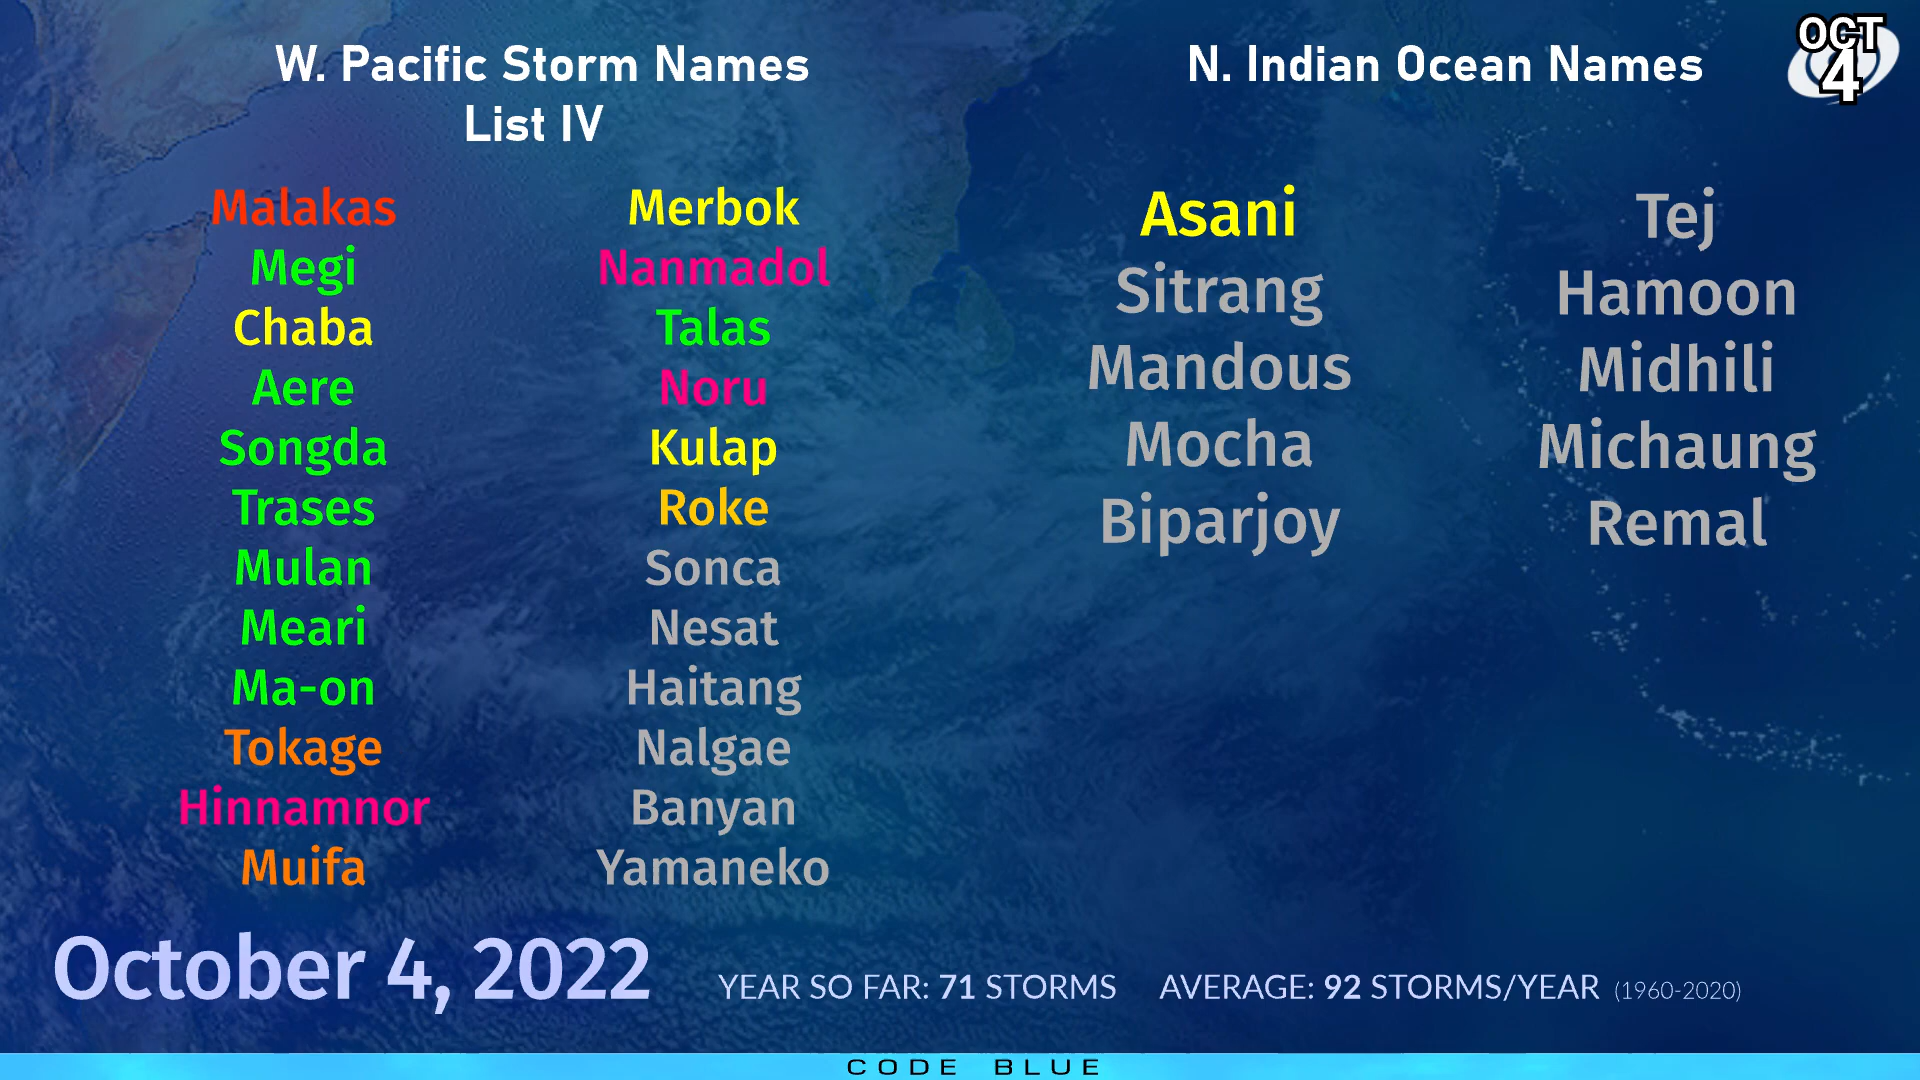 W. Pacific Storm Names
List IV
Malakas
Megi
Chaba
Aere
Songda
Trases
Mulan
Meari
Ma-on
Tokage
Hinnamnor
Muifa
Merbok
Nanmadol
Talas
Noru
Kulap
Roke
Sonca
Nesat
Haitang
Nalgae
Banyan
Yamaneko
N. Indian Ocean Names
Asani
Sitrang
Mandous
Mocha
Biparjoy
Tej
Hamoon
Midhili
Michaung
Remal
OCT
4
October 4, 2022
YEAR SO FAR: 71 STORMS
AVERAGE: 92 STORMS/YEAR (1960-2020)
CODE BLUE